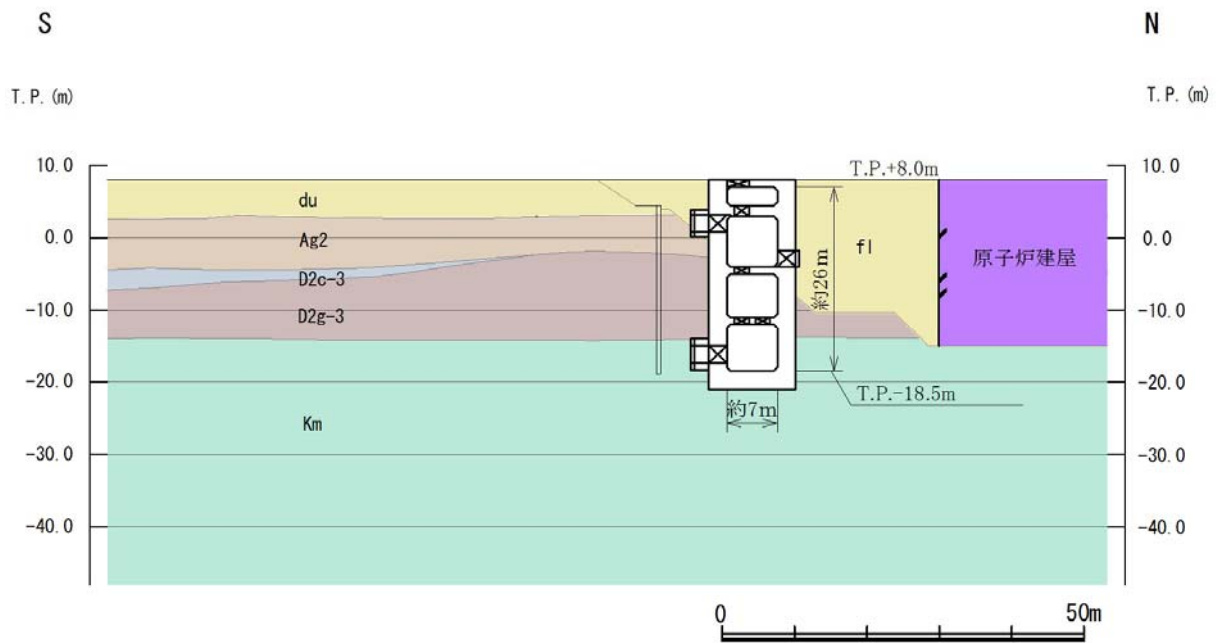 S
N
T.P.(m)
T.P.(m)
10.0
T.P.+8.0m
10.0
du
0.0
Ag2
fl
原子炉建屋
0.0
D2c-3
約26m
-10.0
D2g-3
-10.0
-20.0
T.P.-18.5m
-20.0
約7m
Km
-30.0
-30.0
-40.0
-40.0
0
50m